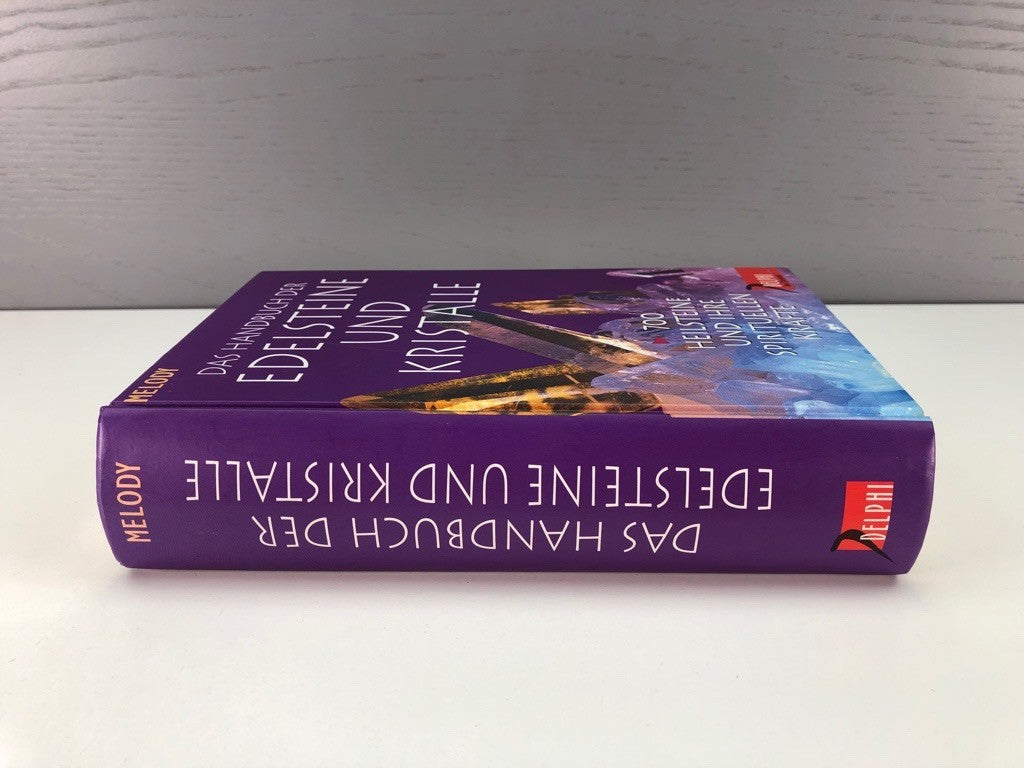 MELODY
DAS HANDBUCH DER
EDELSTEINE
UND
KRISTALLE
700
HEILSTEINE
UND IHRE
SPIRITUELLEN
KRÄFTE
MELODY
DAS HANDBUCH DER
EDELSTEINE UND KRISTALLE
DELPHI